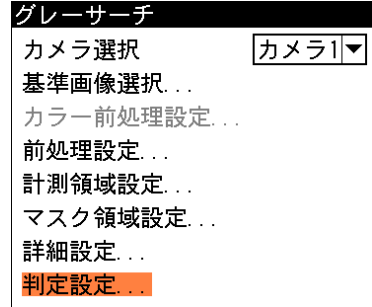 グレーサーチ
カメラ選択 カメラ1▼
基準画像選択...
カラー前処理設定...
前処理設定...
計測領域設定...
マスク領域設定...
詳細設定...
判定設定...